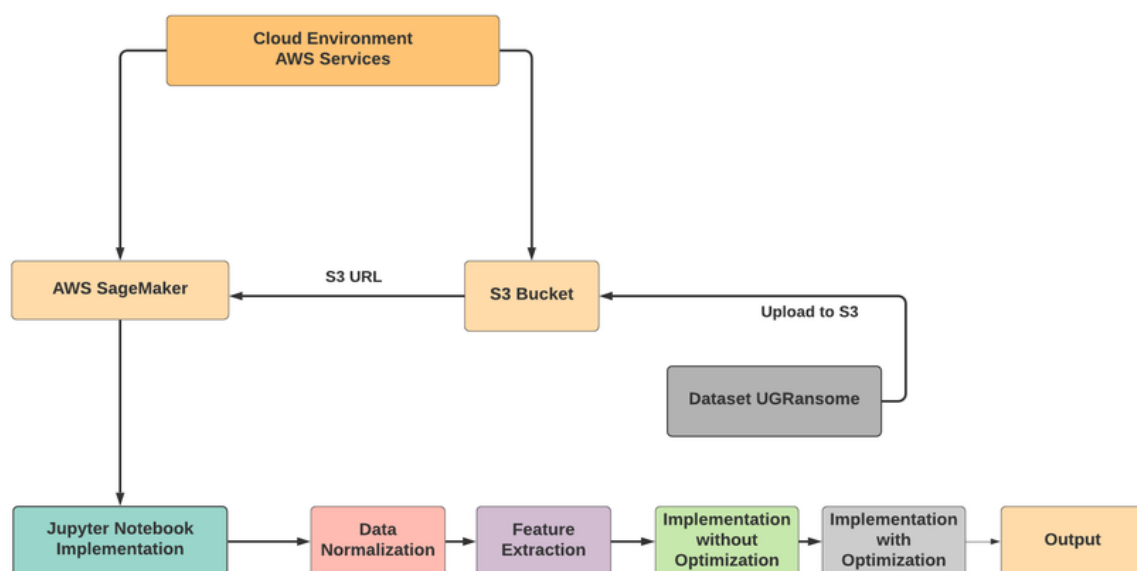 Cloud Environment
AWS Services
AWS SageMaker
S3 URL
S3 Bucket
Upload to S3
Dataset UGRansome
Jupyter Notebook
Implementation
Data
Normalization
Feature
Extraction
Implementation
without
Optimization
Implementation
with
Optimization
Output